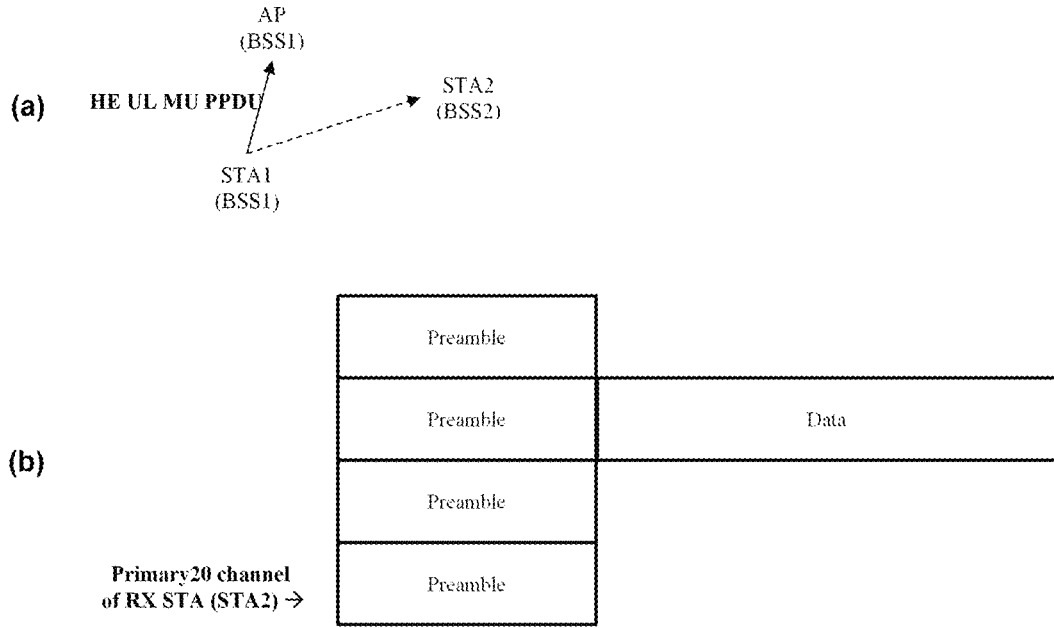 AP
(BSS1)
(a)
HE UL MU PPDU
STA2
(BSS2)
STA1
(BSS1)
Preamble
Preamble
Data
(b)
Preamble
Primary20 channel
of RX STA (STA2) →
Preamble